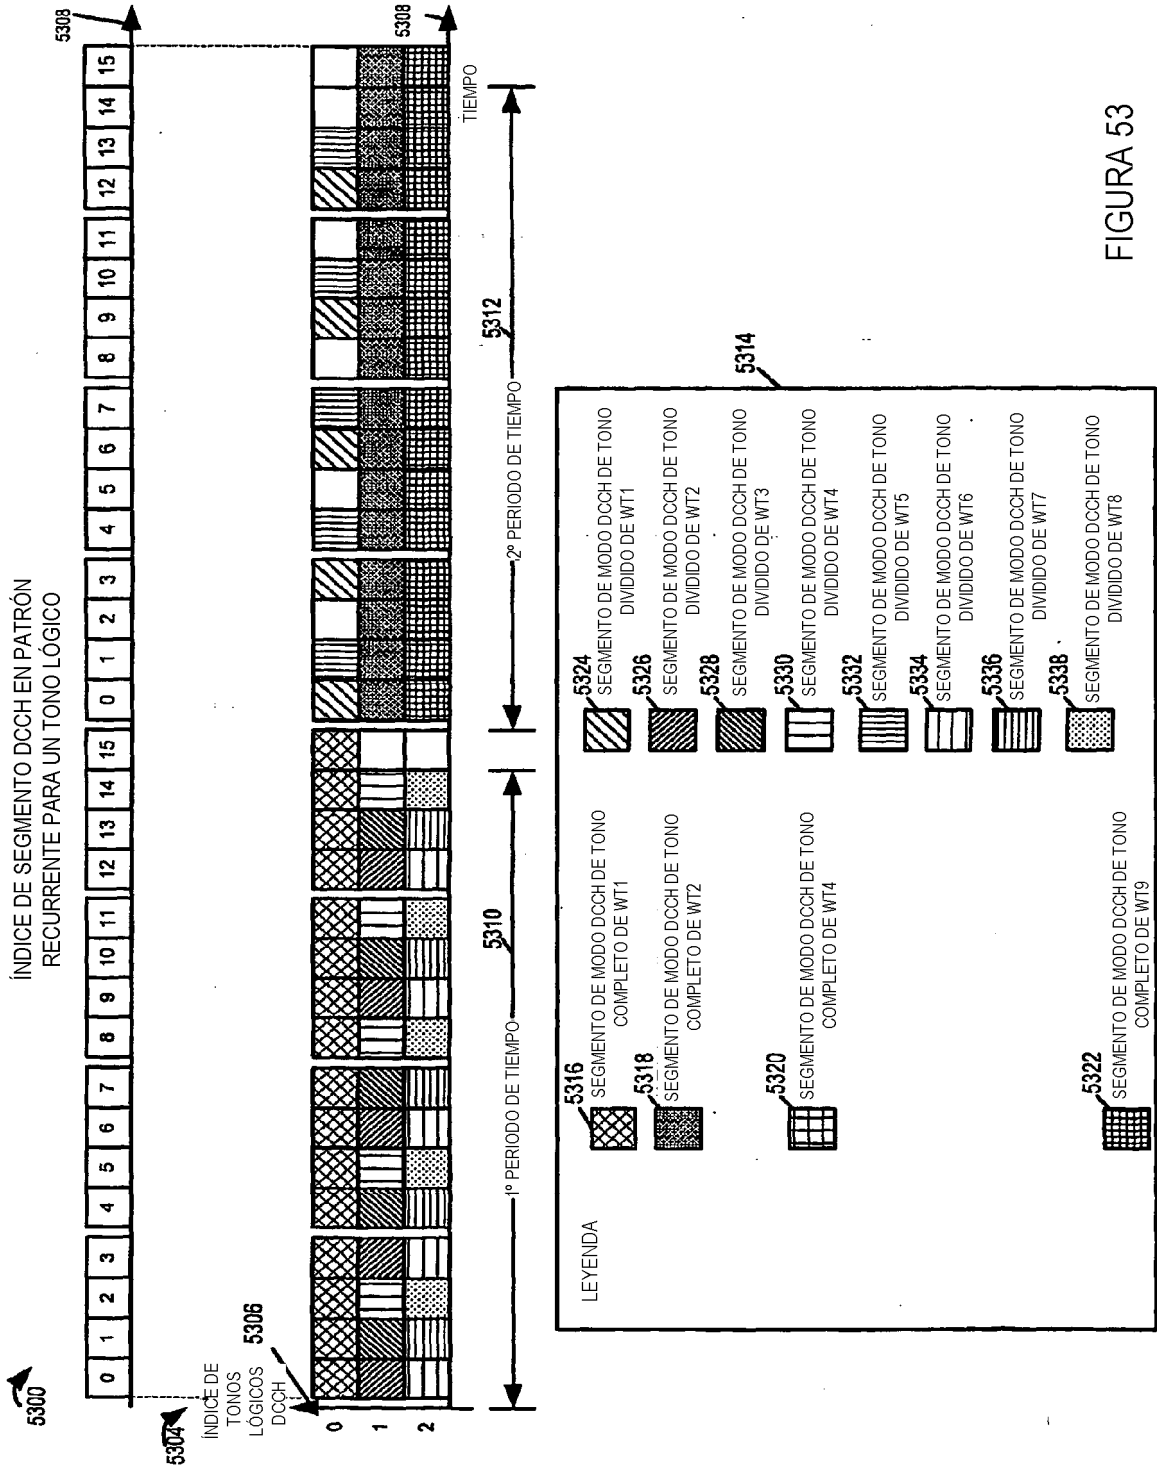 5300
ÍNDICE DE SEGMENTO DCCH EN PATRÓN
RECURRENTE PARA UN TONO LÓGICO
0 1 2 3 4 5 6 7 8 9 10 11 12 13 14 15 0 1 2 3 4 5 6 7 8 9 10 11 12 13 14 15
5308
5304
ÍNDICE DE
TONOS
LÓGICOS
DCCH
5306
0
1
2
5308
TIEMPO
1º PERIODO DE TIEMPO
5310
2º PERIODO DE TIEMPO
5312
5314
LEYENDA
5316
SEGMENTO DE MODO DCCH DE TONO
COMPLETO DE WT1
5318
SEGMENTO DE MODO DCCH DE TONO
COMPLETO DE WT2
5320
SEGMENTO DE MODO DCCH DE TONO
COMPLETO DE WT4
5322
SEGMENTO DE MODO DCCH DE TONO
COMPLETO DE WT9
5324
SEGMENTO DE MODO DCCH DE TONO
DIVIDIDO DE WT1
5326
SEGMENTO DE MODO DCCH DE TONO
DIVIDIDO DE WT2
5328
SEGMENTO DE MODO DCCH DE TONO
DIVIDIDO DE WT3
5330
SEGMENTO DE MODO DCCH DE TONO
DIVIDIDO DE WT4
5332
SEGMENTO DE MODO DCCH DE TONO
DIVIDIDO DE WT5
5334
SEGMENTO DE MODO DCCH DE TONO
DIVIDIDO DE WT6
5336
SEGMENTO DE MODO DCCH DE TONO
DIVIDIDO DE WT7
5338
SEGMENTO DE MODO DCCH DE TONO
DIVIDIDO DE WT8
FIGURA 53